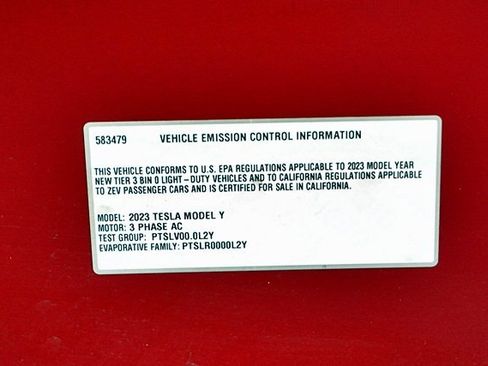 583479 VEHICLE EMISSION CONTROL INFORMATION
THIS VEHICLE CONFORMS TO U.S. EPA REGULATIONS APPLICABLE TO 2023 MODEL YEAR
NEW TIER 3 BIN 0 LIGHT-DUTY VEHICLES AND TO CALIFORNIA REGULATIONS APPLICABLE
TO ZEV PASSENGER CARS AND IS CERTIFIED FOR SALE IN CALIFORNIA.
MODEL: 2023 TESLA MODEL Y
MOTOR: 3 PHASE AC
TEST GROUP: PTSLV00.0L2Y
EVAPORATIVE FAMILY: PTSLR0000L2Y